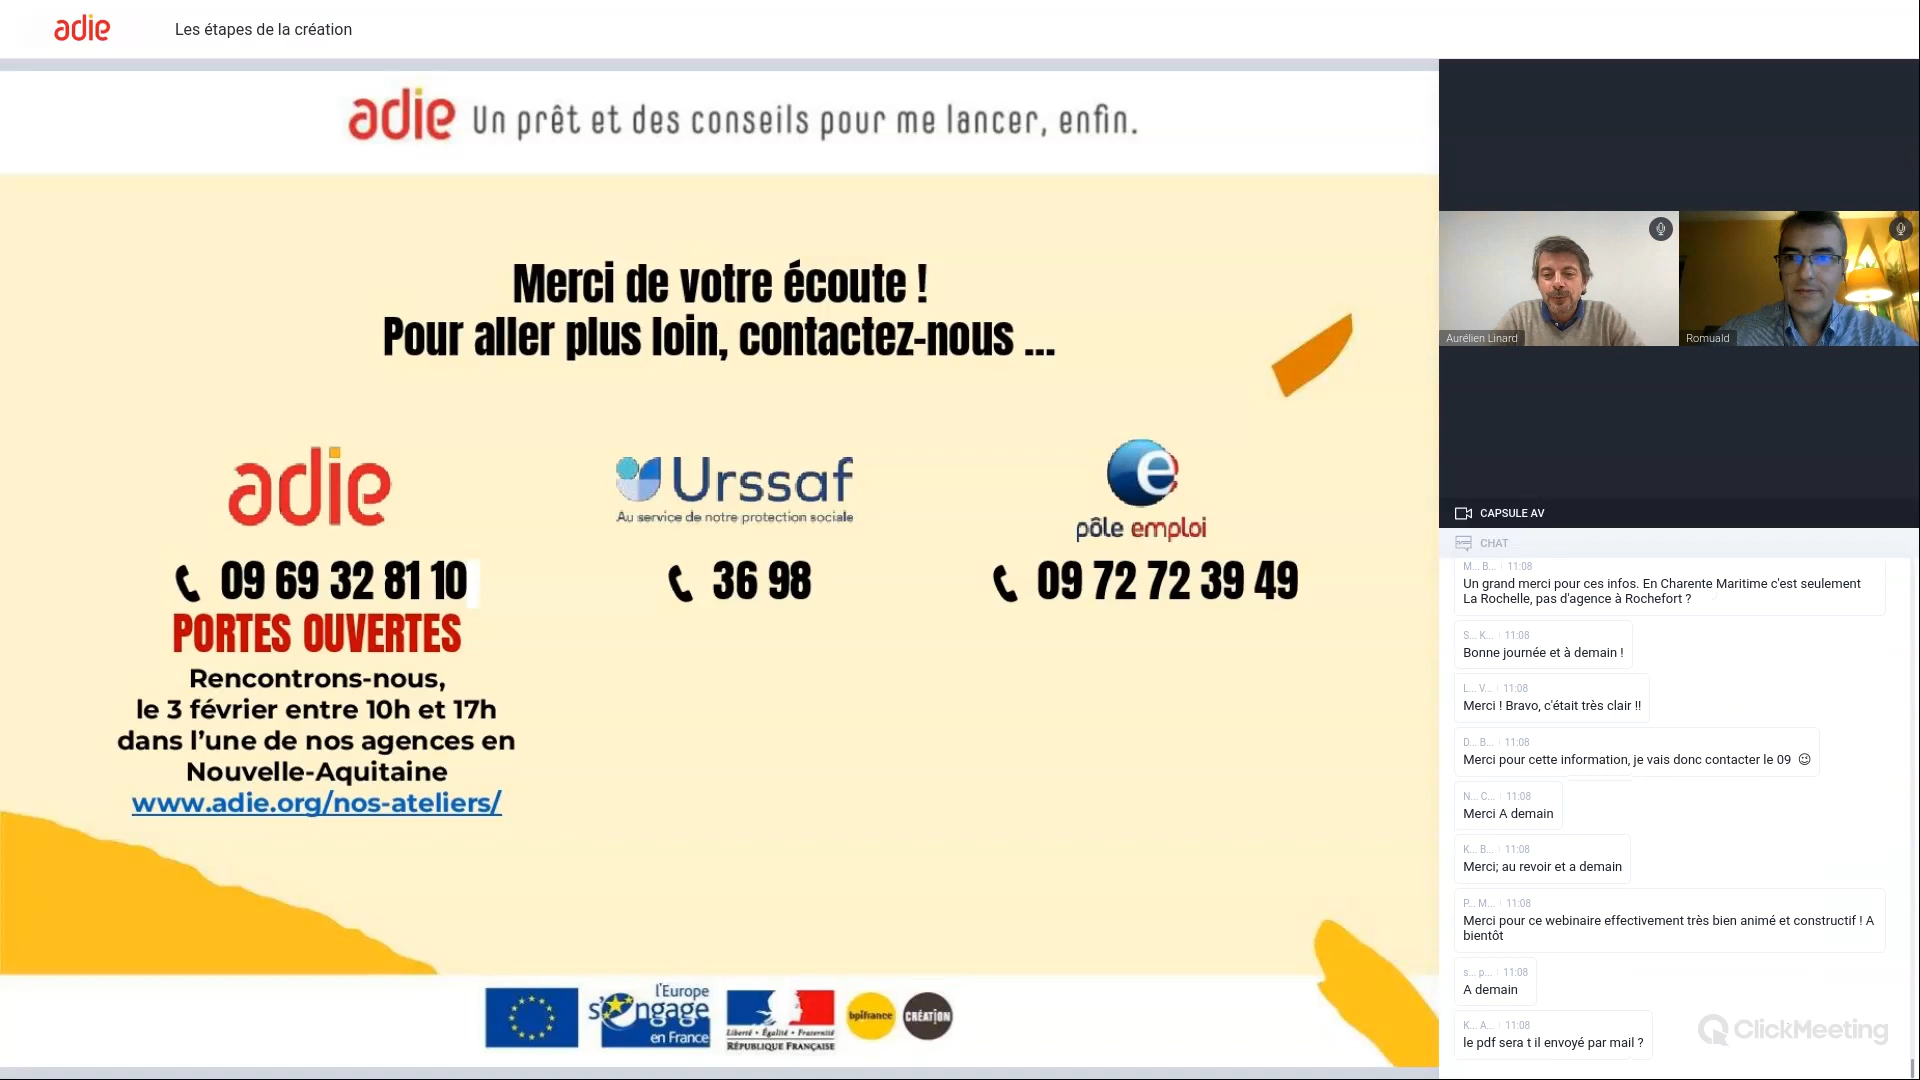 adie
Les étapes de la création
adie Un prêt et des conseils pour me lancer, enfin.
Merci de votre écoute !
Pour aller plus loin, contactez-nous ...
adie
09 69 32 81 10
PORTES OUVERTES
Rencontrons-nous,
le 3 février entre 10h et 17h
dans l’une de nos agences en
Nouvelle-Aquitaine
www.adie.org/nos-ateliers/
Urssaf
Au service de notre protection sociale
36 98
pôle emploi
09 72 72 39 49
l'Europe
s'engage
en France
Liberté • Égalité • Fraternité
RÉPUBLIQUE FRANÇAISE
bpifrance
CRÉATION
Aurélien Linard
Romuald
CAPSULE AV
CHAT
M... B... 11:08
Un grand merci pour ces infos. En Charente Maritime c'est seulement
La Rochelle, pas d'agence à Rochefort ?
S... K... 11:08
Bonne journée et à demain !
L... V... 11:08
Merci ! Bravo, c'était très clair !!
D... B... 11:08
Merci pour cette information, je vais donc contacter le 09 😉
N... C... 11:08
Merci A demain
K... B... 11:08
Merci; au revoir et a demain
P... M... 11:08
Merci pour ce webinaire effectivement très bien animé et constructif ! A
bientôt
s... p... 11:08
A demain
K... A... 11:08
le pdf sera t il envoyé par mail ?
ClickMeeting